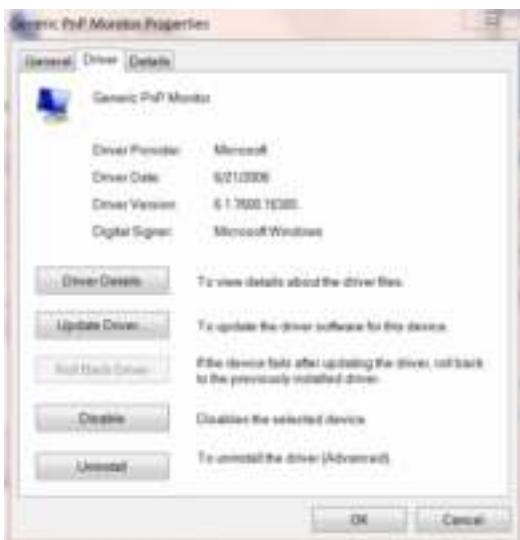 Generic PnP Monitor Properties
General Driver Details
Generic PnP Monitor
Driver Provider: Microsoft
Driver Date: 6/21/2006
Driver Version: 6.1.7600.16385
Digital Signer: Microsoft Windows
Driver Details To view details about the driver files.
Update Driver... To update the driver software for this device.
Roll Back Driver If the device fails after updating the driver, roll back
to the previously installed driver.
Disable Disables the selected device.
Uninstall To uninstall the driver (Advanced).
OK Cancel